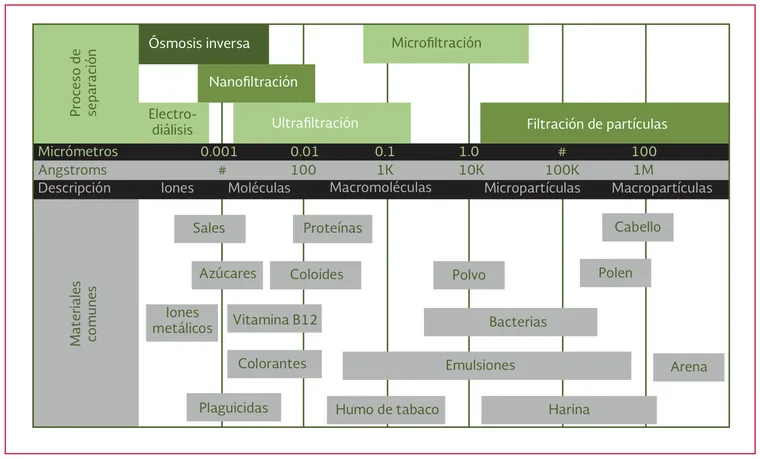 Proceso de
separación
Ósmosis inversa
Microfiltración
Nanofiltración
Electro-
diálisis
Ultrafiltración
Filtración de partículas
Micrómetros 0.001 0.01 0.1 1.0 # 100
Angstroms # 100 1K 10K 100K 1M
Descripción Iones Moléculas Macromoléculas Micropartículas Macropartículas
Materiales
comunes
Sales Proteínas Cabello
Azúcares Coloides Polvo Polen
Iones
metálicos
Vitamina B12 Bacterias
Colorantes Emulsiones Arena
Plaguicidas Humo de tabaco Harina